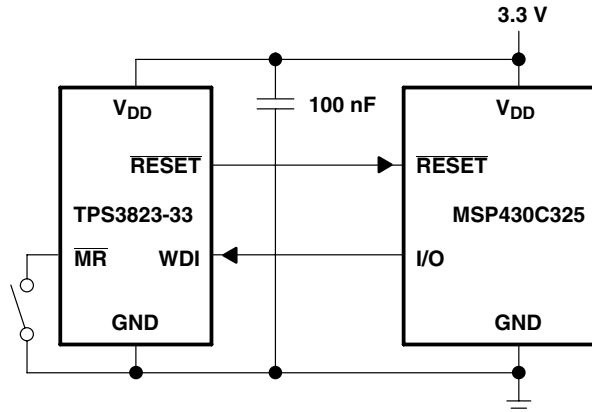 3.3 V
VDD
100 nF
VDD
RESET
RESET
TPS3823-33
MSP430C325
MR
WDI
I/O
GND
GND